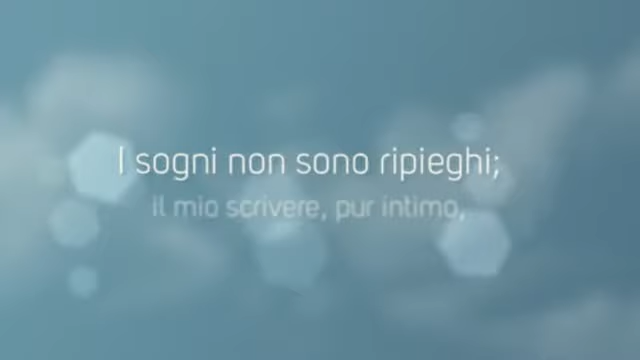 I sogni non sono ripieghi;
il mio scrivere, pur intimo,